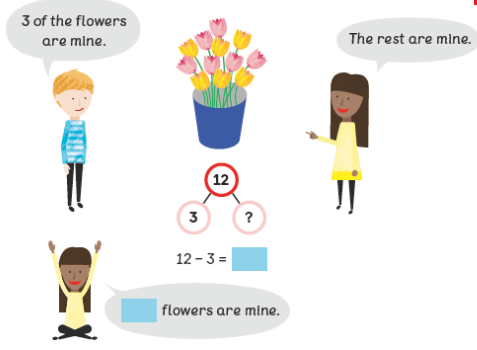 3 of the flowers
are mine.
The rest are mine.
12
3
?
12 – 3 =
flowers are mine.